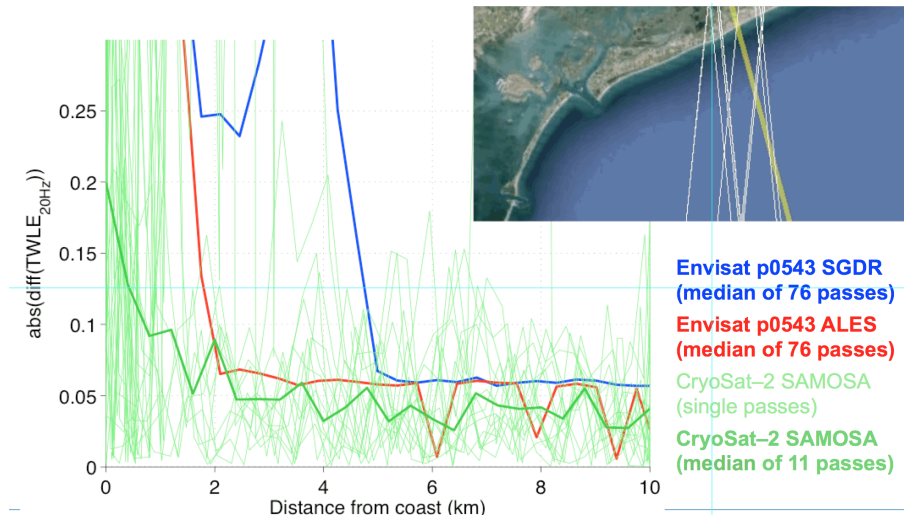 0.25
0.2
0.15
0.1
0.05
0
abs(diff(TWLE20Hz))
0 2 4 6 8 10
Distance from coast (km)
Envisat p0543 SGDR
(median of 76 passes)
Envisat p0543 ALES
(median of 76 passes)
CryoSat–2 SAMOSA
(single passes)
CryoSat–2 SAMOSA
(median of 11 passes)